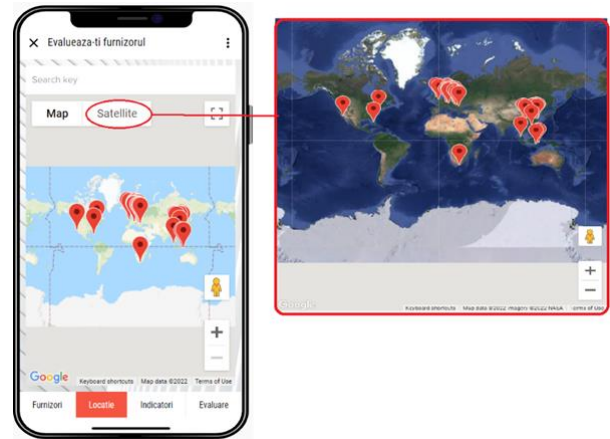 Evalueaza-ti furnizorul
Search key
Map Satellite
Google
Keyboard shortcuts Map data ©2022 Terms of Use
Furnizori Locatie Indicatori Evaluare
Google
Keyboard shortcuts Map data ©2022 Imagery ©2022 NASA Terms of Use